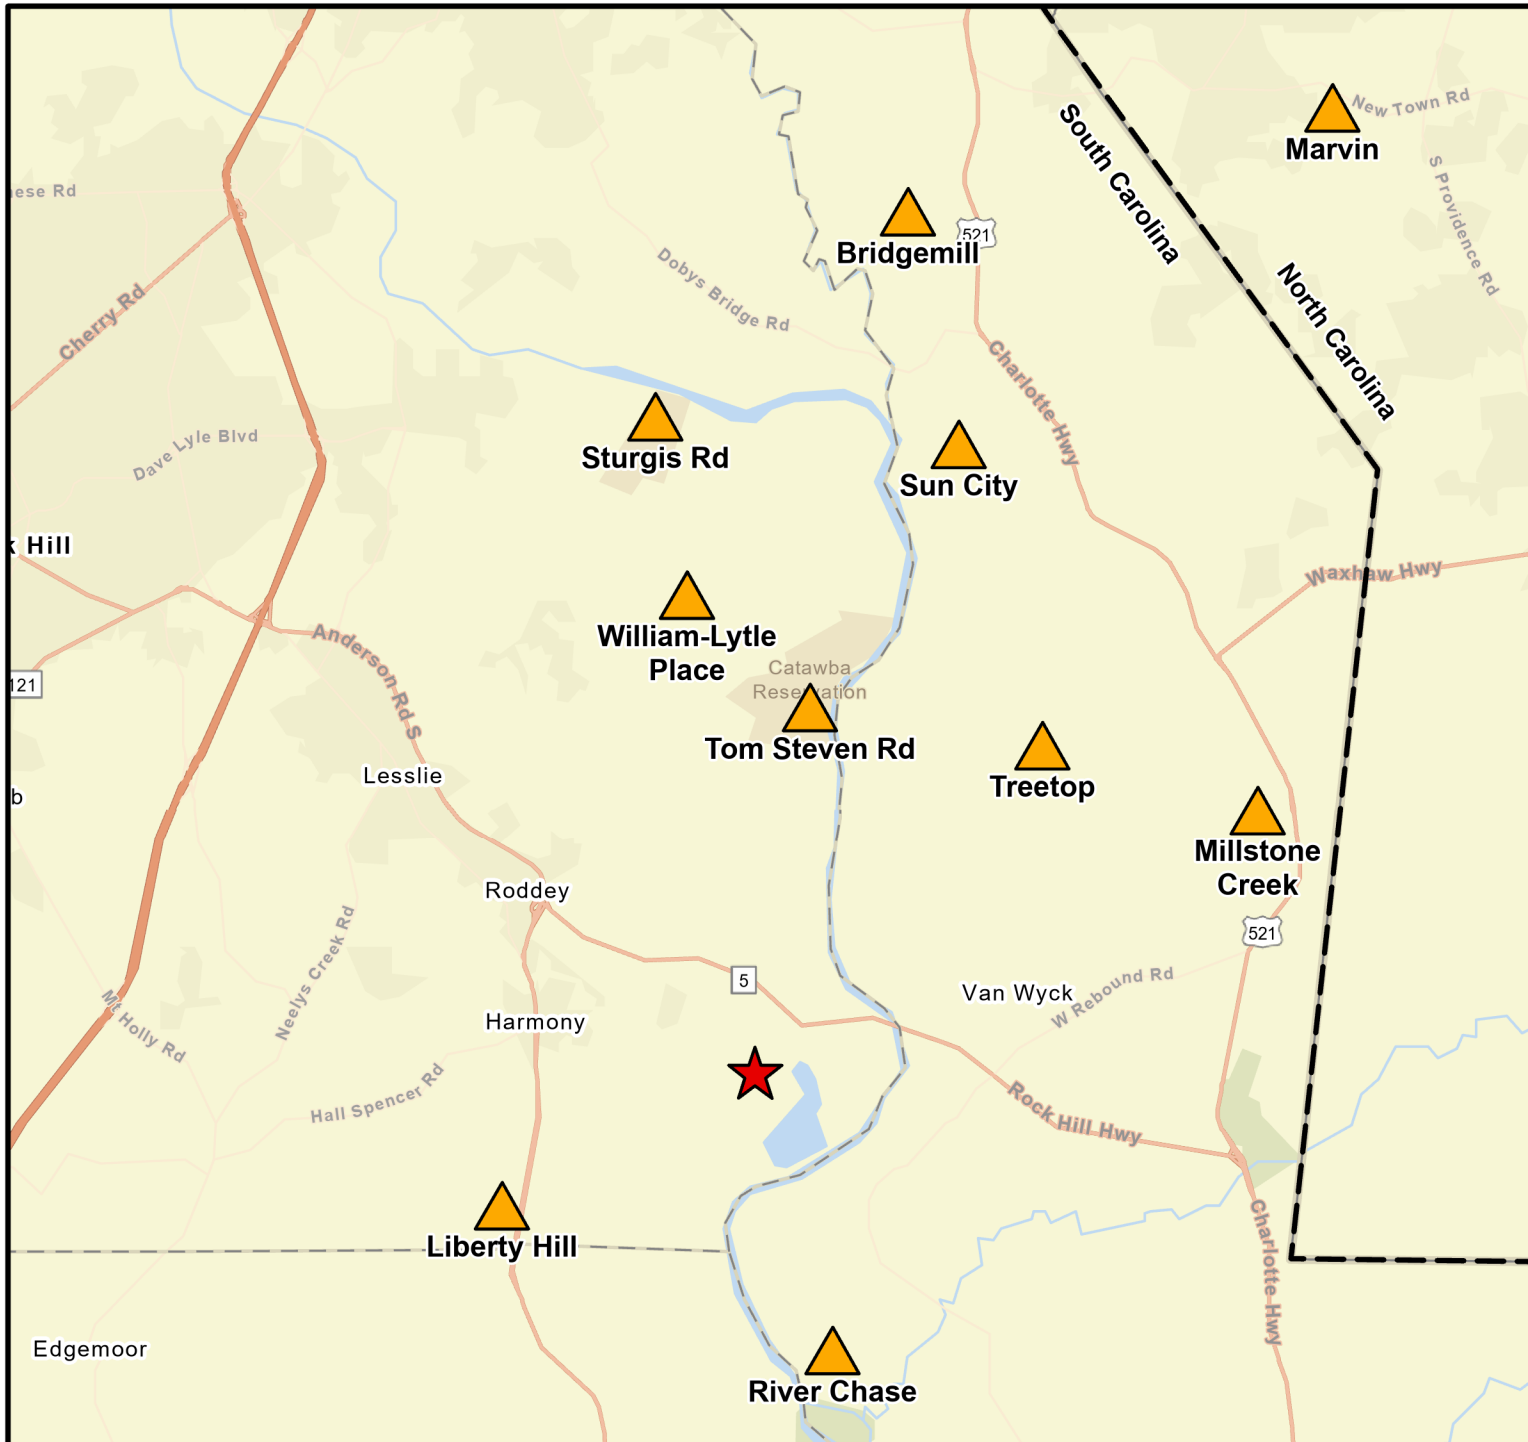 New Town Rd
Marvin
South Carolina
S Providence Rd
ese Rd
521
Bridgemill
Dobys Bridge Rd
North Carolina
Cherry Rd
Charlotte Hwy
Dave Lyle Blvd
Sturgis Rd
Sun City
k Hill
Waxhaw Hwy
Anderson Rd S
William-Lytle
Place
Catawba
Reservation
121
Tom Steven Rd
Lesslie
Treetop
b
Millstone
Creek
Roddey
521
5
Neelys Creek Rd
Van Wyck
W Rebound Rd
Mt Holly Rd
Harmony
Hall Spencer Rd
Rock Hill Hwy
Liberty Hill
Charlotte Hwy
Edgemoor
River Chase